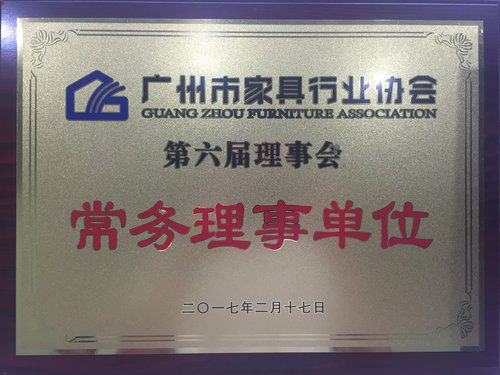 广州市家具行业协会
GUANG ZHOU FURNITURE ASSOCIATION
第六届理事会
常务理事单位
二〇一七年二月十七日